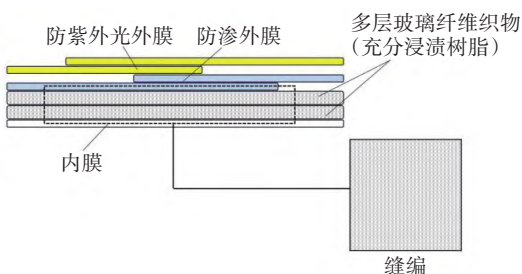 防紫外光外膜
防渗外膜
多层玻璃纤维织物
(充分浸渍树脂)
内膜
缝编